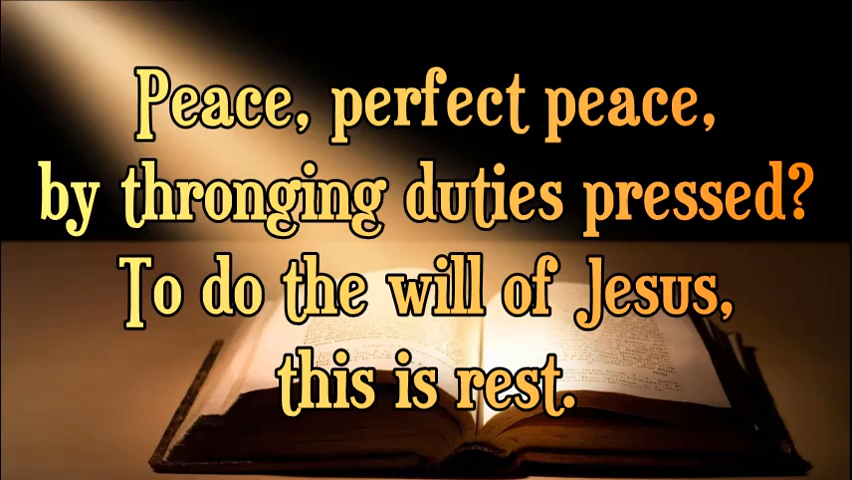 Peace, perfect peace,
by thronging duties pressed?
To do the will of Jesus,
this is rest.